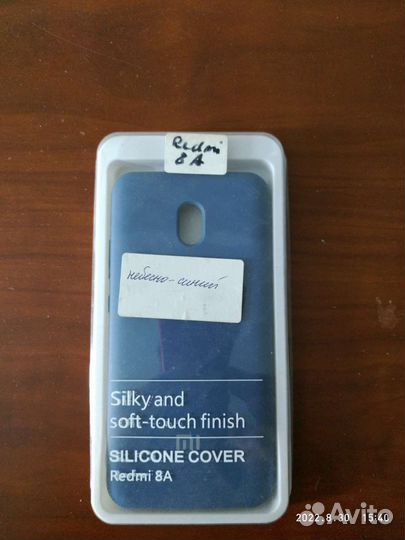 Redmi
8A
небесно-синий
Silky and
soft-touch finish
SILICONE COVER
Redmi 8A
2022.8.30 15:40
Avito